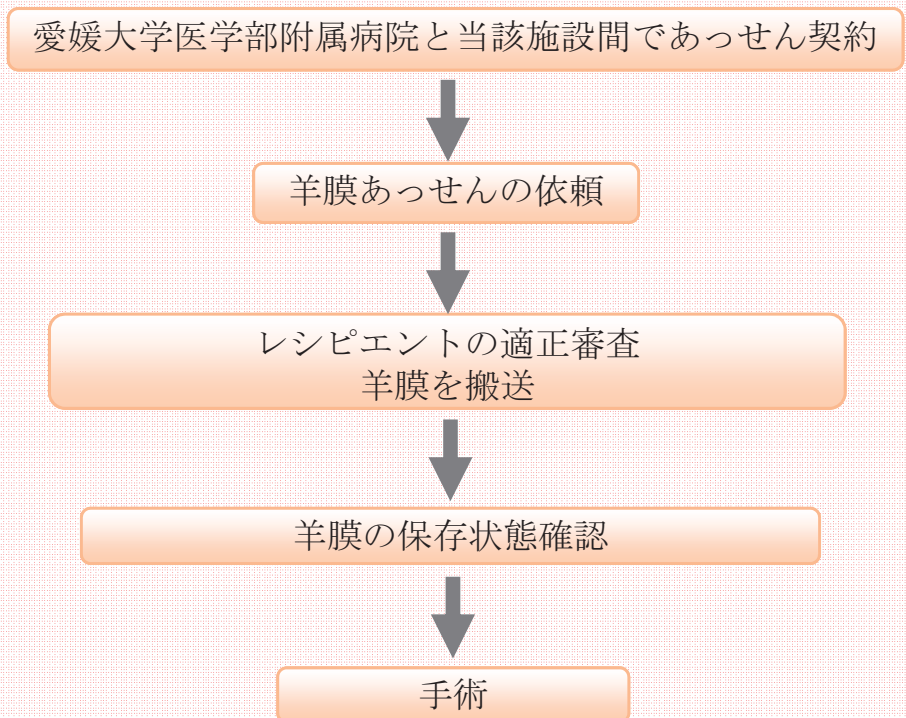 愛媛大学医学部附属病院と当該施設間であっせん契約
羊膜あっせんの依頼
レシピエントの適正審査
羊膜を搬送
羊膜の保存状態確認
手術